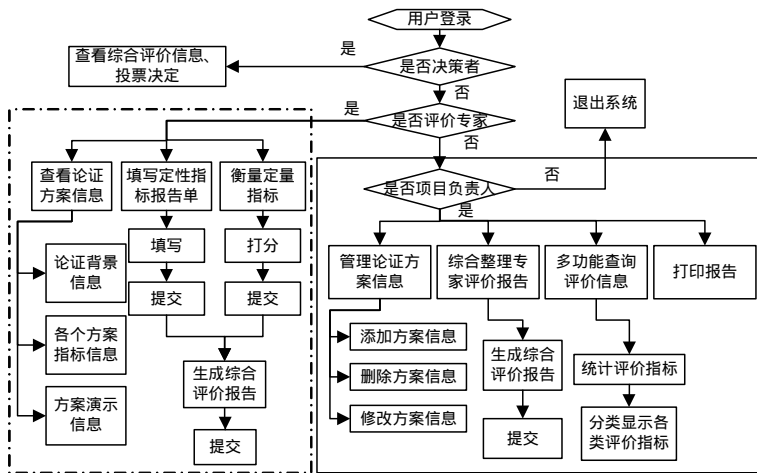 用户登录
是
查看综合评价信息、
投票决定
是否决策者
否
是
是否评价专家
退出系统
否
否
是否项目负责人
是
查看论证
方案信息
填写定性指
标报告单
衡量定量
指标
填写
打分
论证背景
信息
提交
提交
各个方案
指标信息
生成综合
评价报告
方案演示
信息
提交
管理论证方
案信息
综合整理专
家评价报告
多功能查询
评价信息
打印报告
添加方案信息
生成综合
评价报告
统计评价指标
删除方案信息
修改方案信息
提交
分类显示各
类评价指标